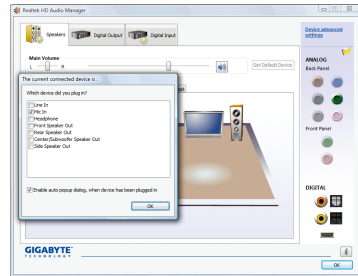 Realtek HD Audio Manager
Speakers
Digital Output
Digital Input
Device advanced
settings
Main Volume
L
R
Set Default Device
ANALOG
Back Panel
The current connected device is :
Which device did you plug in?
Line In
Mic In
Headphone
Front Speaker Out
Rear Speaker Out
Center/Subwoofer Speaker Out
Side Speaker Out
Enable auto popup dialog, when device has been plugged in
OK
Front Panel
DIGITAL
GIGABYTE
TECHNOLOGY
OK